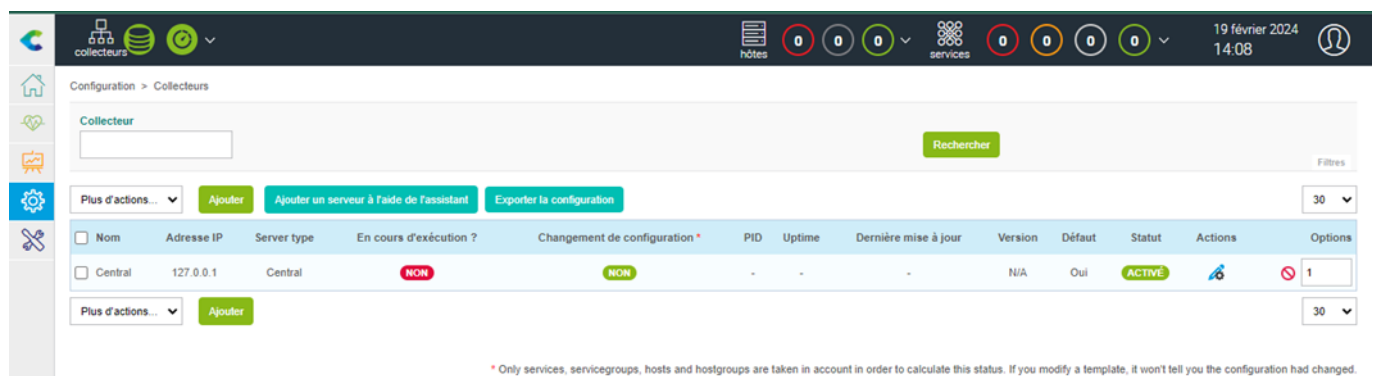 collecteurs
hôtes
0 0 0
services
0 0 0 0
19 février 2024
14:08
Configuration > Collecteurs
Collecteur
Rechercher
Filtres
Plus d'actions... Ajouter Ajouter un serveur à l'aide de l'assistant Exporter la configuration 30
Nom Adresse IP Server type En cours d'exécution ? Changement de configuration * PID Uptime Dernière mise à jour Version Défaut Statut Actions Options
Central 127.0.0.1 Central NON NON - - - N/A Oui ACTIVÉ 1
Plus d'actions... Ajouter 30
* Only services, servicegroups, hosts and hostgroups are taken in account in order to calculate this status. If you modify a template, it won't tell you the configuration had changed.